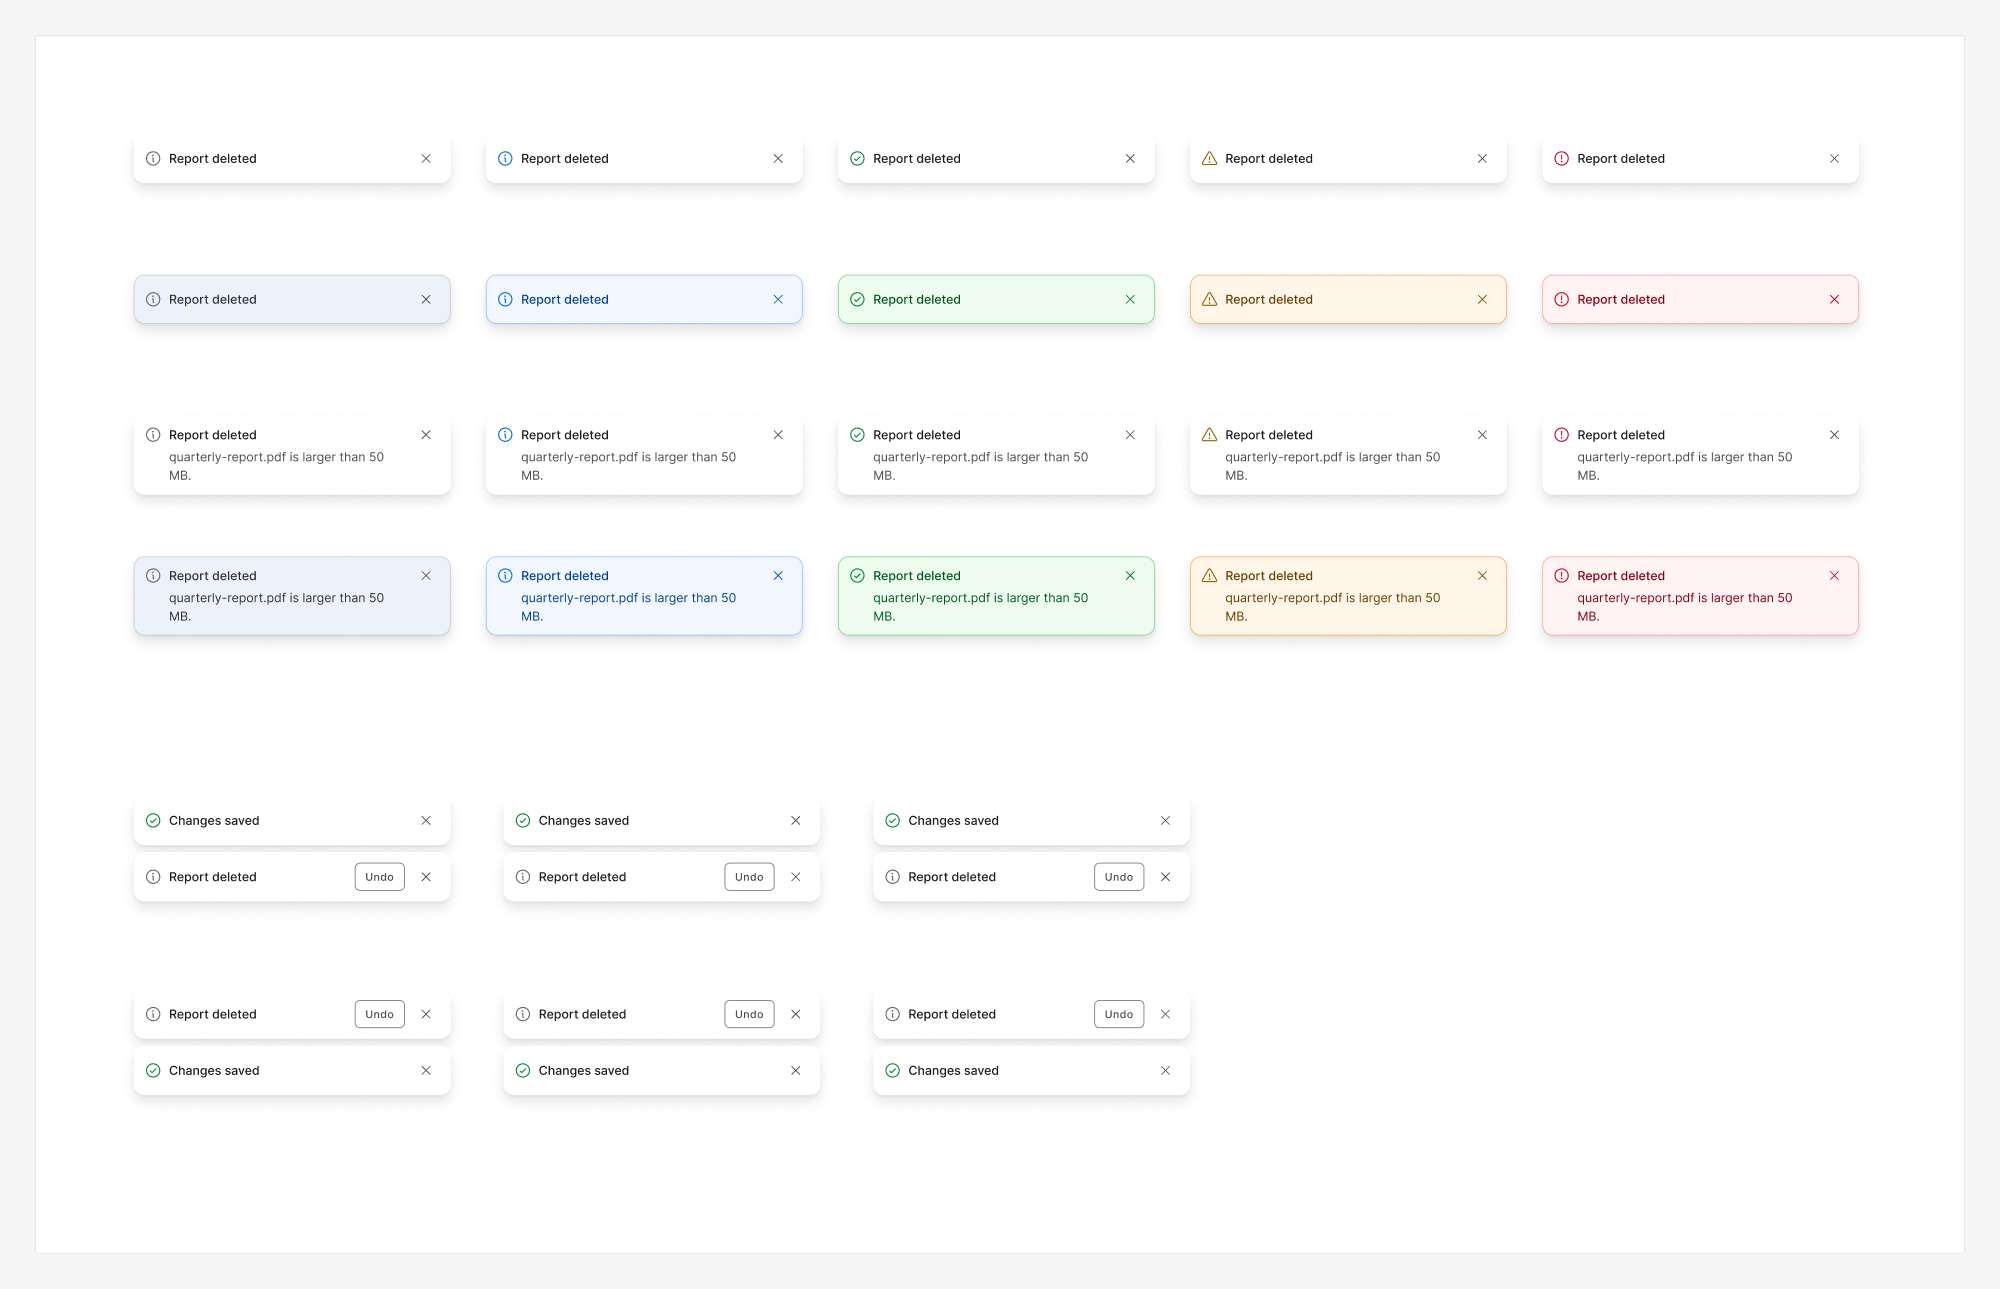 Report deleted
Report deleted
Report deleted
Report deleted
Report deleted
Report deleted
Report deleted
Report deleted
Report deleted
Report deleted
Report deleted
quarterly-report.pdf is larger than 50
MB.
Report deleted
quarterly-report.pdf is larger than 50
MB.
Report deleted
quarterly-report.pdf is larger than 50
MB.
Report deleted
quarterly-report.pdf is larger than 50
MB.
Report deleted
quarterly-report.pdf is larger than 50
MB.
Report deleted
quarterly-report.pdf is larger than 50
MB.
Report deleted
quarterly-report.pdf is larger than 50
MB.
Report deleted
quarterly-report.pdf is larger than 50
MB.
Report deleted
quarterly-report.pdf is larger than 50
MB.
Report deleted
quarterly-report.pdf is larger than 50
MB.
Changes saved
Report deleted Undo
Changes saved
Report deleted Undo
Changes saved
Report deleted Undo
Report deleted Undo
Changes saved
Report deleted Undo
Changes saved
Report deleted Undo
Changes saved